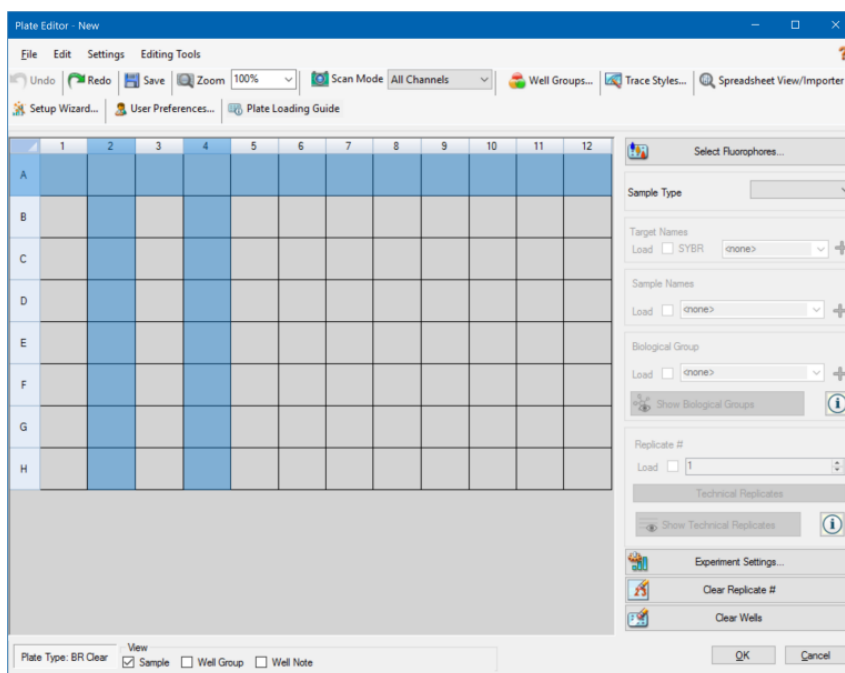 Plate Editor - New
File Edit Settings Editing Tools
Undo Redo Save Zoom 100% Scan Mode All Channels Well Groups... Trace Styles... Spreadsheet View/Importer
Setup Wizard... User Preferences... Plate Loading Guide
1 2 3 4 5 6 7 8 9 10 11 12
A
B
C
D
E
F
G
H
Select Fluorophores...
Sample Type
Target Names
Load SYBR <none>
Sample Names
Load <none>
Biological Group
Load <none>
Show Biological Groups
Replicate #
Load 1
Technical Replicates
Show Technical Replicates
Experiment Settings...
Clear Replicate #
Clear Wells
Plate Type: BR Clear
View
Sample Well Group Well Note
OK Cancel